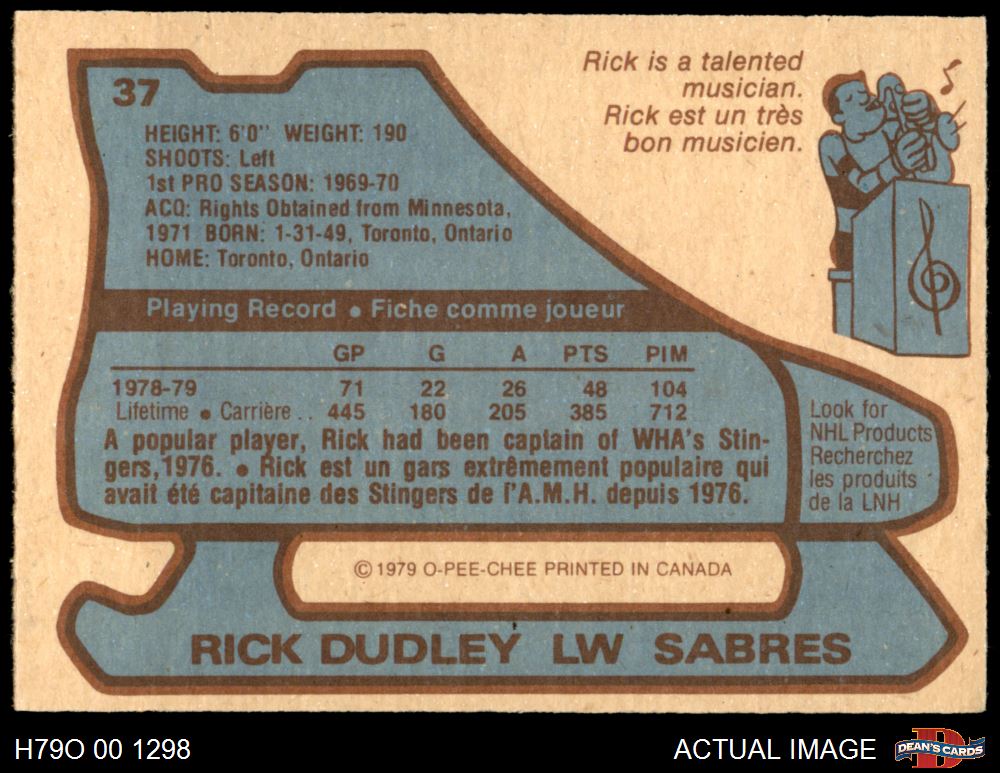 37
HEIGHT: 6'0" WEIGHT: 190
SHOOTS: Left
1st PRO SEASON: 1969-70
ACQ: Rights Obtained from Minnesota,
1971 BORN: 1-31-49, Toronto, Ontario
HOME: Toronto, Ontario
Rick is a talented
musician.
Rick est un très
bon musicien.
Playing Record • Fiche comme joueur
GP G A PTS PIM
1978-79 71 22 26 48 104
Lifetime • Carrière .. 445 180 205 385 712
A popular player, Rick had been captain of WHA's Stin-
gers, 1976. • Rick est un gars extrêmement populaire qui
avait été capitaine des Stingers de l'A.M.H. depuis 1976.
Look for
NHL Products
Recherchez
les produits
de la LNH
© 1979 O-PEE-CHEE PRINTED IN CANADA
RICK DUDLEY LW SABRES
H79O 00 1298
ACTUAL IMAGE
D
DEAN'S CARDS